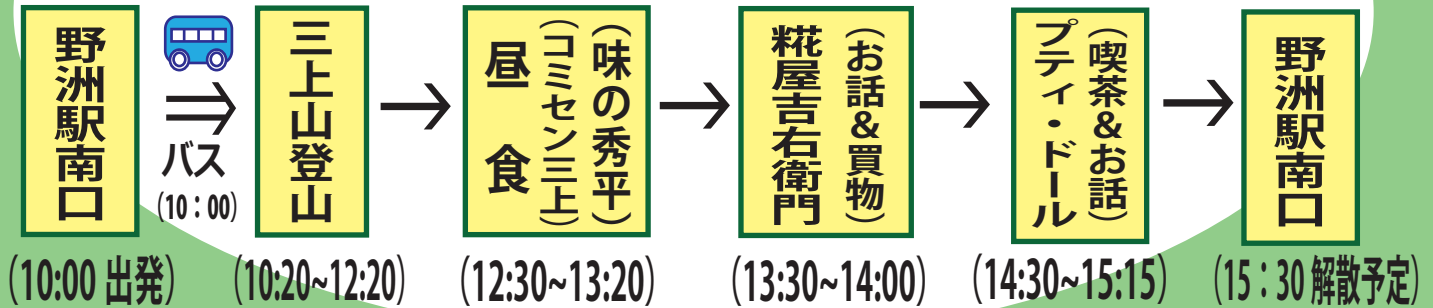 野洲駅南口
(10:00 出発)
⇒
バス
(10:00)
三上山登山
(10:20~12:20)
→
(味の秀平)
(コミセン三上)
昼食
(12:30~13:20)
→
(お話&買物)
糀屋吉右衛門
(13:30~14:00)
→
(喫茶&お話)
プティ・ドール
(14:30~15:15)
→
野洲駅南口
(15:30 解散予定)